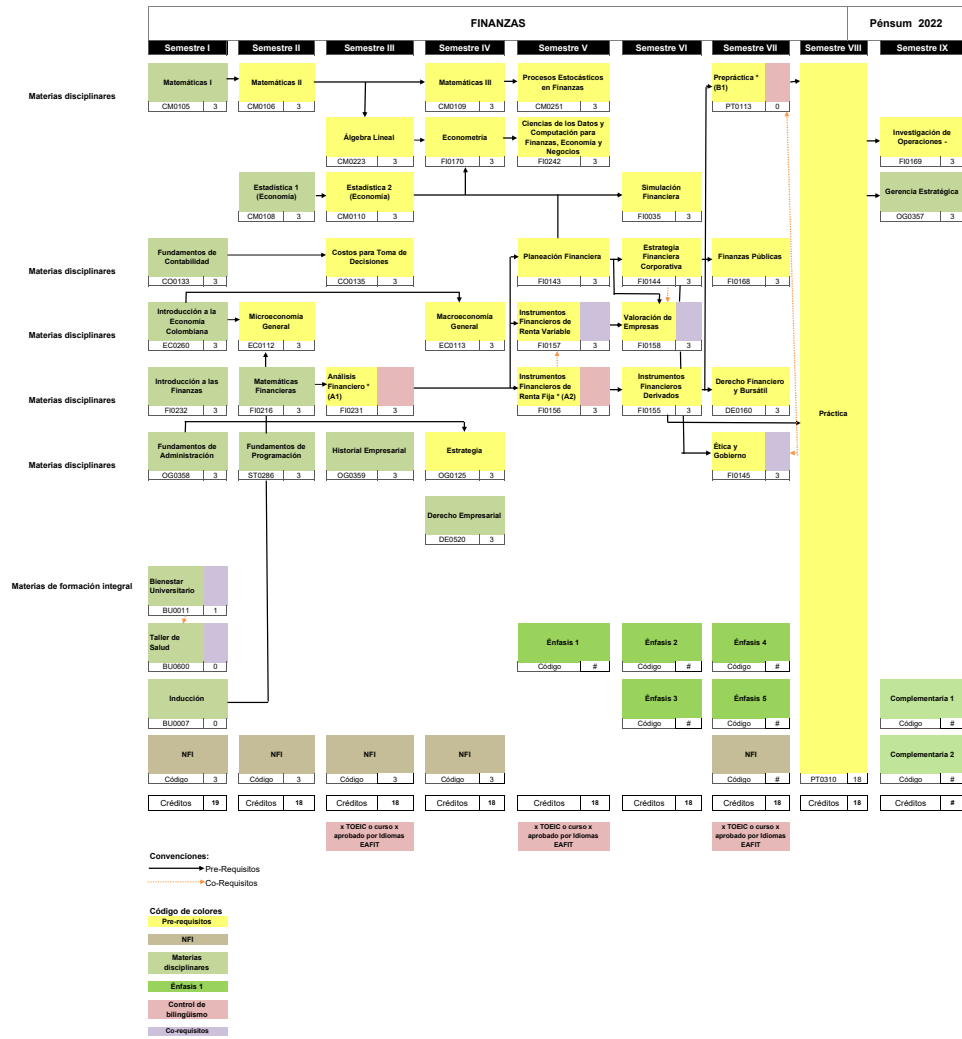 FINANZAS
Pénsum 2022
Semestre I
Semestre II
Semestre III
Semestre IV
Semestre V
Semestre VI
Semestre VII
Semestre VIII
Semestre IX
Materias disciplinares
Matemáticas I
CM0105 3
Matemáticas II
CM0106 3
Matemáticas III
CM0109 3
Procesos Estocásticos
en Finanzas
CM0251 3
Prepráctica *
(B1)
PT0113 0
Álgebra Lineal
CM0223 3
Econometría
FI0170 3
Ciencias de los Datos y
Computación para
Finanzas, Economía y
Negocios
FI0242 3
Investigación de
Operaciones -
FI0169 3
Estadística 1
(Economía)
CM0108 3
Estadística 2
(Economía)
CM0110 3
Simulación
Financiera
FI0035 3
Gerencia Estratégica
OG0357 3
Materias disciplinares
Fundamentos de
Contabilidad
CO0133 3
Costos para Toma de
Decisiones
CO0135 3
Planeación Financiera
FI0143 3
Estrategia
Financiera
Corporativa
FI0144 3
Finanzas Públicas
FI0168 3
Materias disciplinares
Introducción a la
Economía
Colombiana
EC0260 3
Microeconomía
General
EC0112 3
Macroeconomía
General
EC0113 3
Instrumentos
Financieros de
Renta Variable
FI0157 3
Valoración de
Empresas
FI0158 3
Materias disciplinares
Introducción a las
Finanzas
FI0232 3
Matemáticas
Financieras
FI0216 3
Análisis
Financiero *
(A1)
FI0231 3
Instrumentos
Financieros de
Renta Fija * (A2)
FI0156 3
Instrumentos
Financieros
Derivados
FI0155 3
Derecho Financiero
y Bursátil
DE0160 3
Práctica
Materias disciplinares
Fundamentos de
Administración
OG0358 3
Fundamentos de
Programación
ST0286 3
Historial Empresarial
OG0359 3
Estrategia
OG0125 3
Ética y
Gobierno
FI0145 3
Derecho Empresarial
DE0520 3
Materias de formación integral
Bienestar
Universitario
BU0011 1
Taller de
Salud
BU0600 0
Énfasis 1
Código #
Énfasis 2
Código #
Énfasis 4
Código #
Inducción
BU0007 0
Énfasis 3
Código #
Énfasis 5
Código #
Complementaria 1
Código #
NFI
Código 3
NFI
Código 3
NFI
Código 3
NFI
Código 3
NFI
Código #
PT0310 18
Complementaria 2
Código #
Créditos 19
Créditos 18
Créditos 18
Créditos 18
Créditos 18
Créditos 18
Créditos 18
Créditos 18
Créditos #
x TOEIC o curso x
aprobado por Idiomas
EAFIT
x TOEIC o curso x
aprobado por Idiomas
EAFIT
x TOEIC o curso x
aprobado por Idiomas
EAFIT
Convenciones:
Pre-Requisitos
Co-Requisitos
Código de colores
Pre-requisitos
NFI
Materias
disciplinares
Énfasis 1
Control de
bilingüismo
Co-requisitos